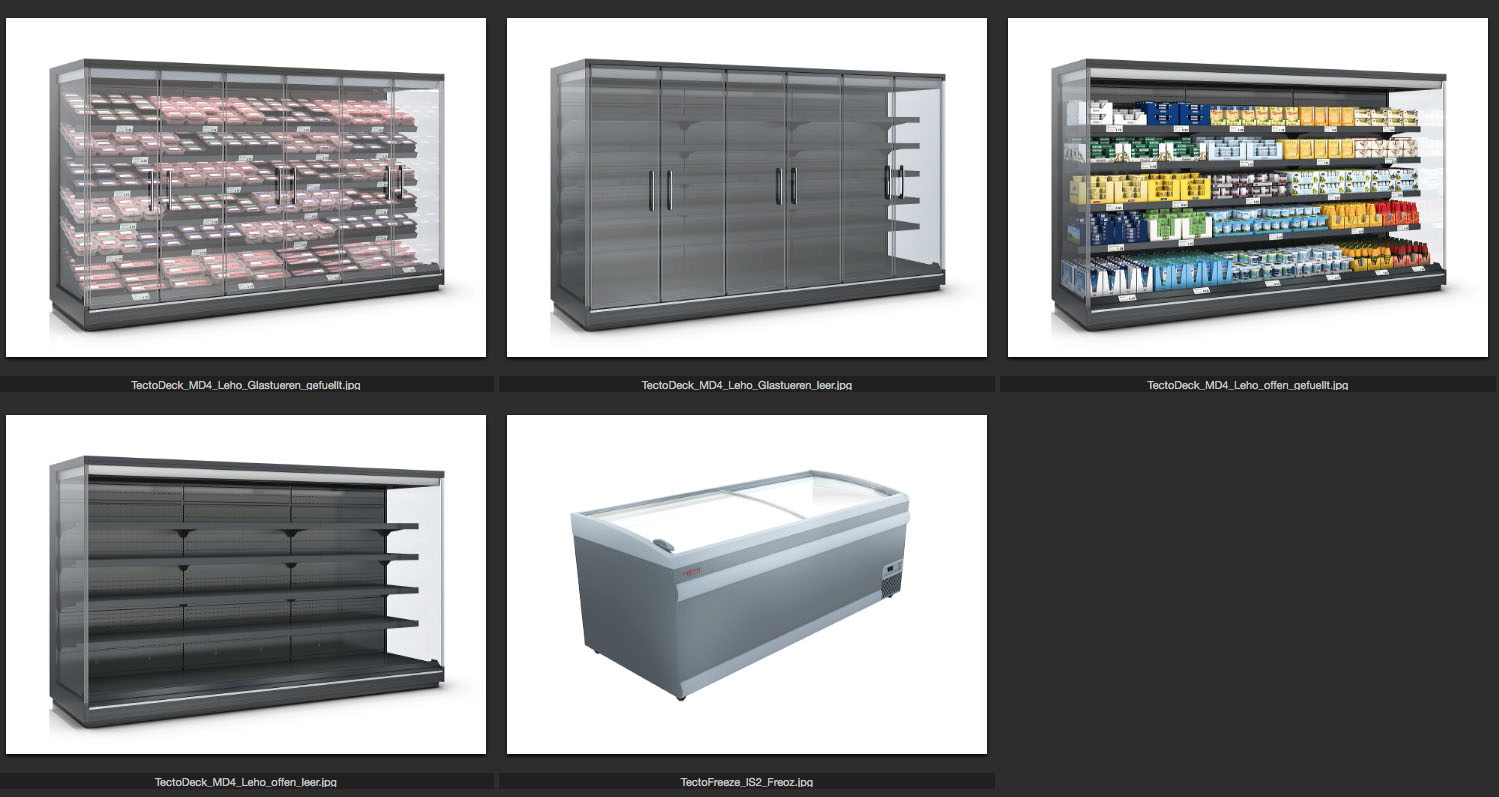 TectoDeck_MD4_Leho_Glastueren_gefuellt.jpg
TectoDeck_MD4_Leho_Glastueren_leer.jpg
TectoDeck_MD4_Leho_offen_gefuellt.jpg
TectoDeck_MD4_Leho_offen_leer.jpg
TectoFreeze_IS2_Freoz.jpg